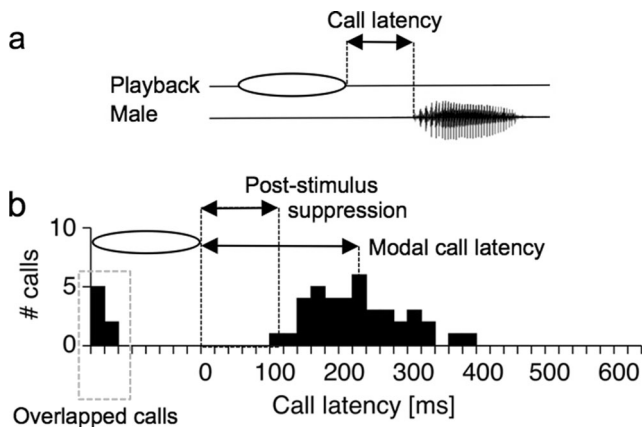 a
Call latency
Playback
Male
b
Post-stimulus
suppression
Modal call latency
10
5
0
# calls
0 100 200 300 400 500 600
Call latency [ms]
Overlapped calls